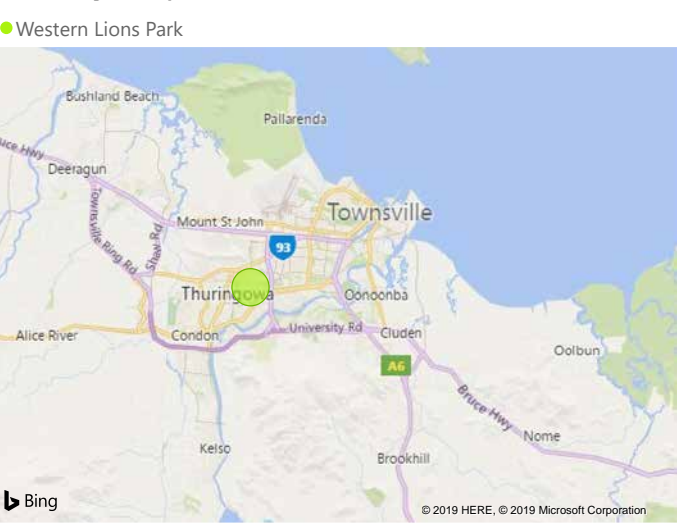 Western Lions Park
Bushland Beach
Pallarenda
uce Hwy
Deeragun
Townsville Ring Rd
Shaw Rd
Mount St John
Townsville
93
Thuringowa
Oonoonba
Alice River
Condon
University Rd
Cluden
Oolbun
A6
Bruce Hwy
Nome
Kelso
Brookhill
Bing
© 2019 HERE, © 2019 Microsoft Corporation